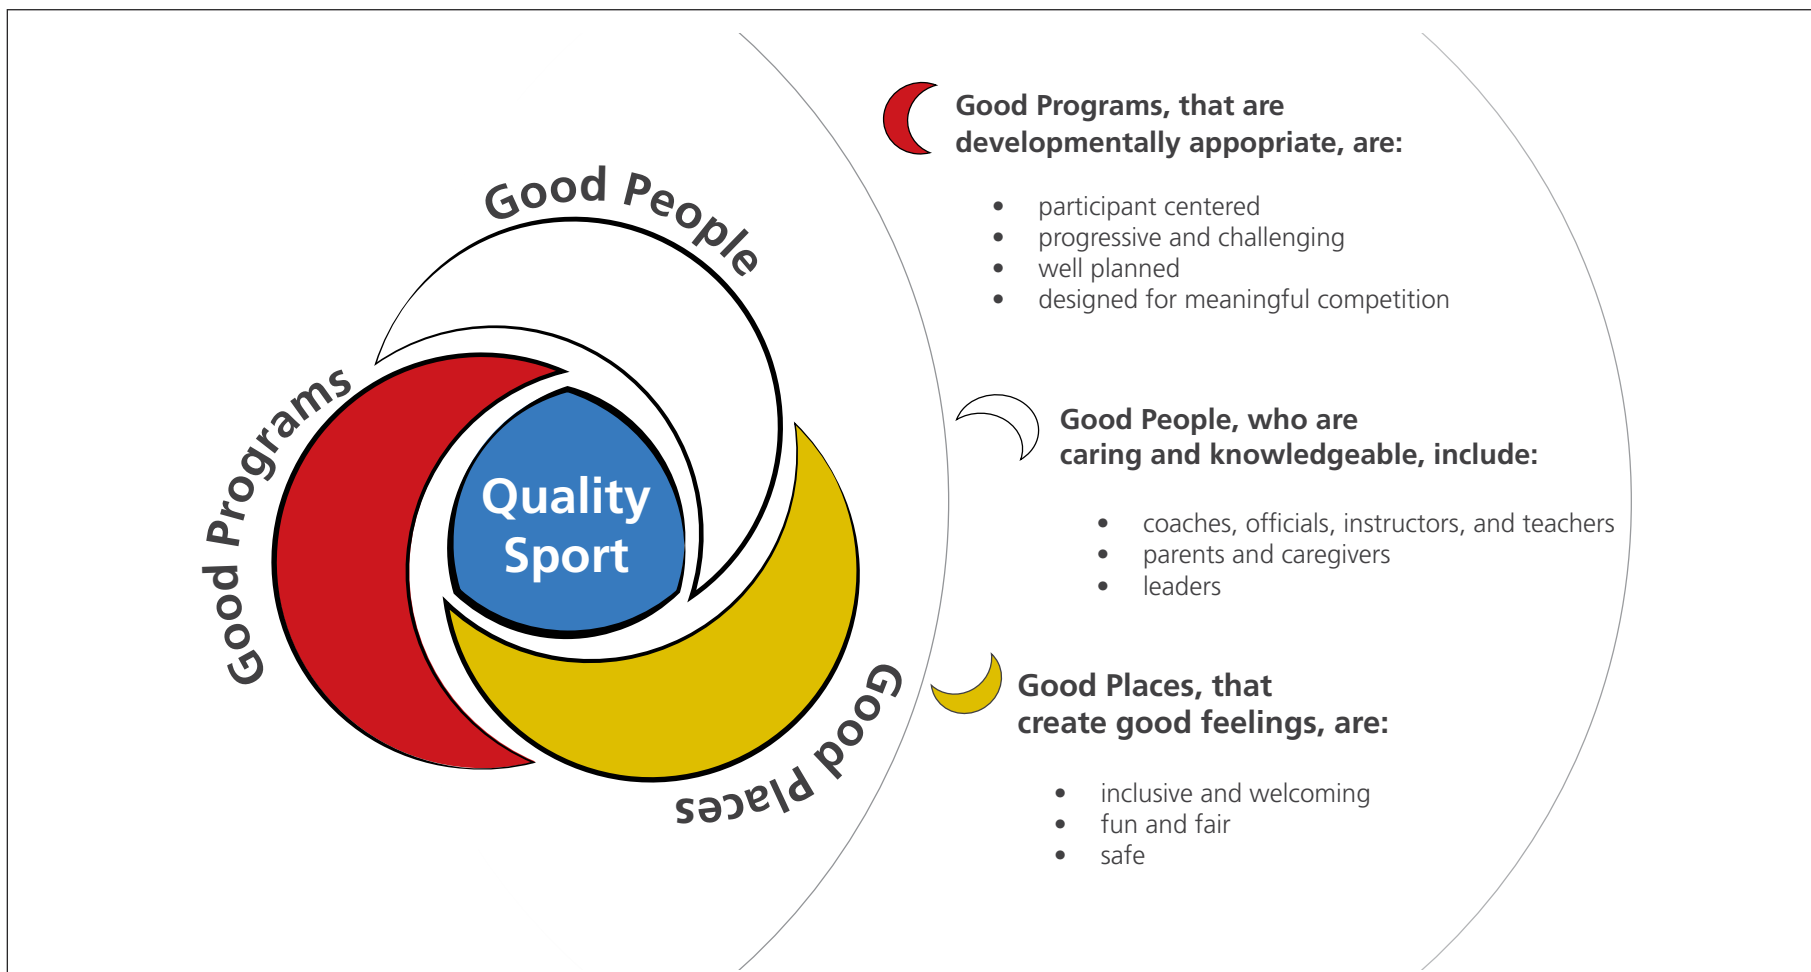 Good People
Good Programs
Quality
Sport
Good Places
Good Programs, that are
developmentally appopriate, are:
• participant centered
• progressive and challenging
• well planned
• designed for meaningful competition
Good People, who are
caring and knowledgeable, include:
• coaches, officials, instructors, and teachers
• parents and caregivers
• leaders
Good Places, that
create good feelings, are:
• inclusive and welcoming
• fun and fair
• safe